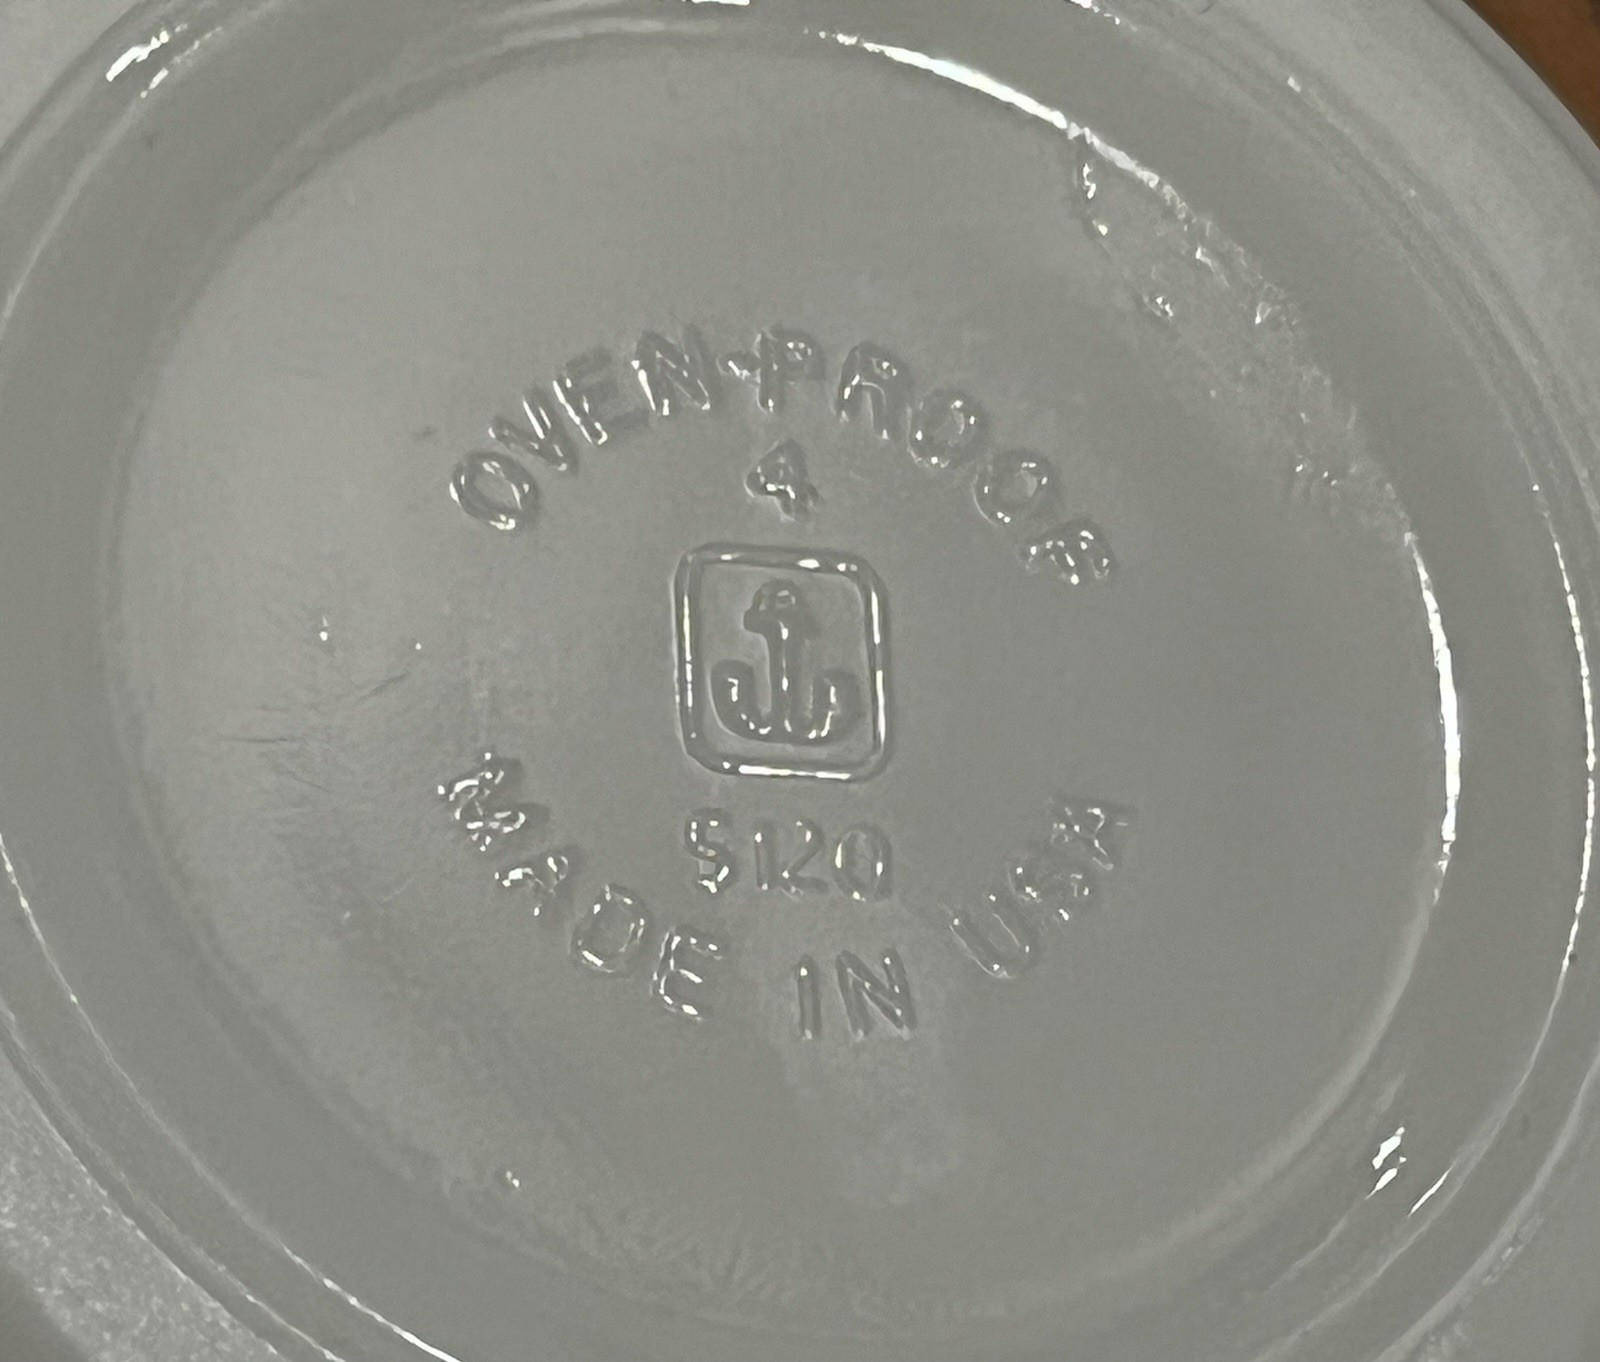 OVEN-PROOF
4
S120
MADE IN USA